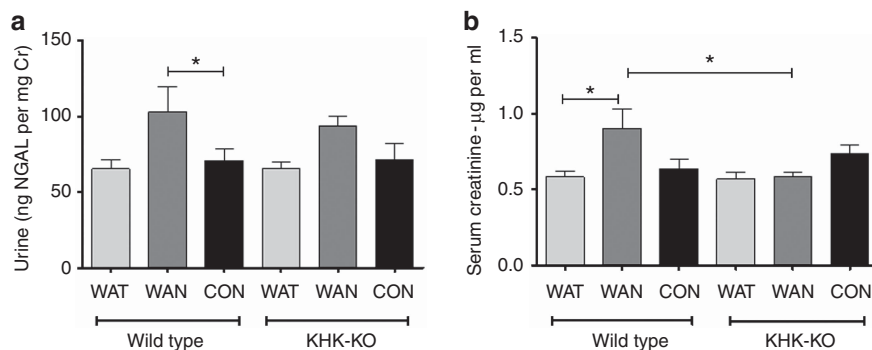 a
Urine (ng NGAL per mg Cr)
150
100
50
0
*
WAT WAN CON WAT WAN CON
Wild type KHK-KO
b
Serum creatinine - µg per ml
1.5
1.0
0.5
0.0
*
*
WAT WAN CON WAT WAN CON
Wild type KHK-KO